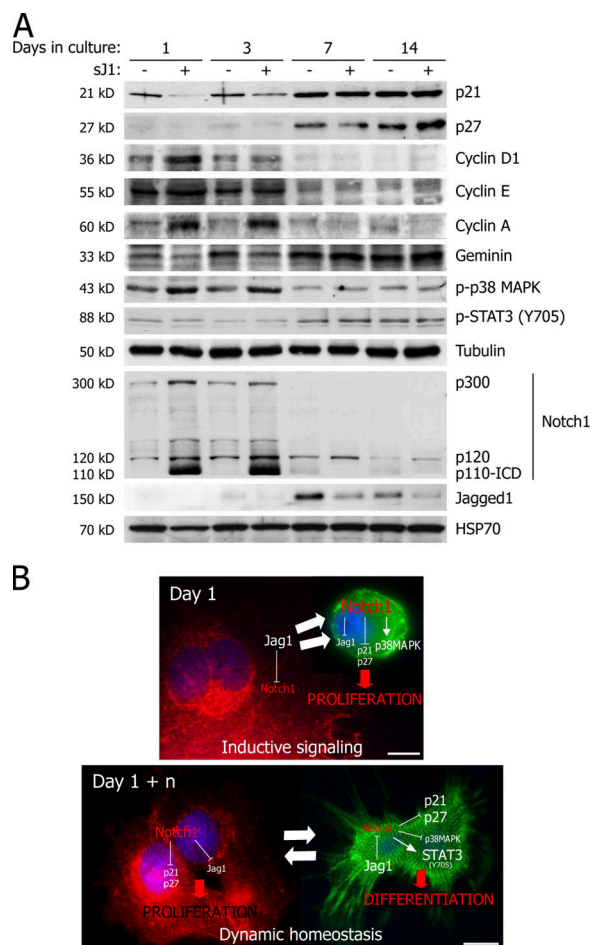 A
Days in culture: 1 3 7 14
sJ1: - + - + - + - +
21 kD p21
27 kD p27
36 kD Cyclin D1
55 kD Cyclin E
60 kD Cyclin A
33 kD Geminin
43 kD p-p38 MAPK
88 kD p-STAT3 (Y705)
50 kD Tubulin
300 kD p300
Notch1
120 kD p120
110 kD p110-ICD
150 kD Jagged1
70 kD HSP70
B
Day 1
Notch1
Jag1
Jag1 p21 p38MAPK
p27
Notch1
PROLIFERATION
Inductive signaling
Day 1 + n
p21
p27
Notch1
p38MAPK
Jag1
p21
p27
STAT3
(Y705)
Jag1
PROLIFERATION
DIFFERENTIATION
Dynamic homeostasis